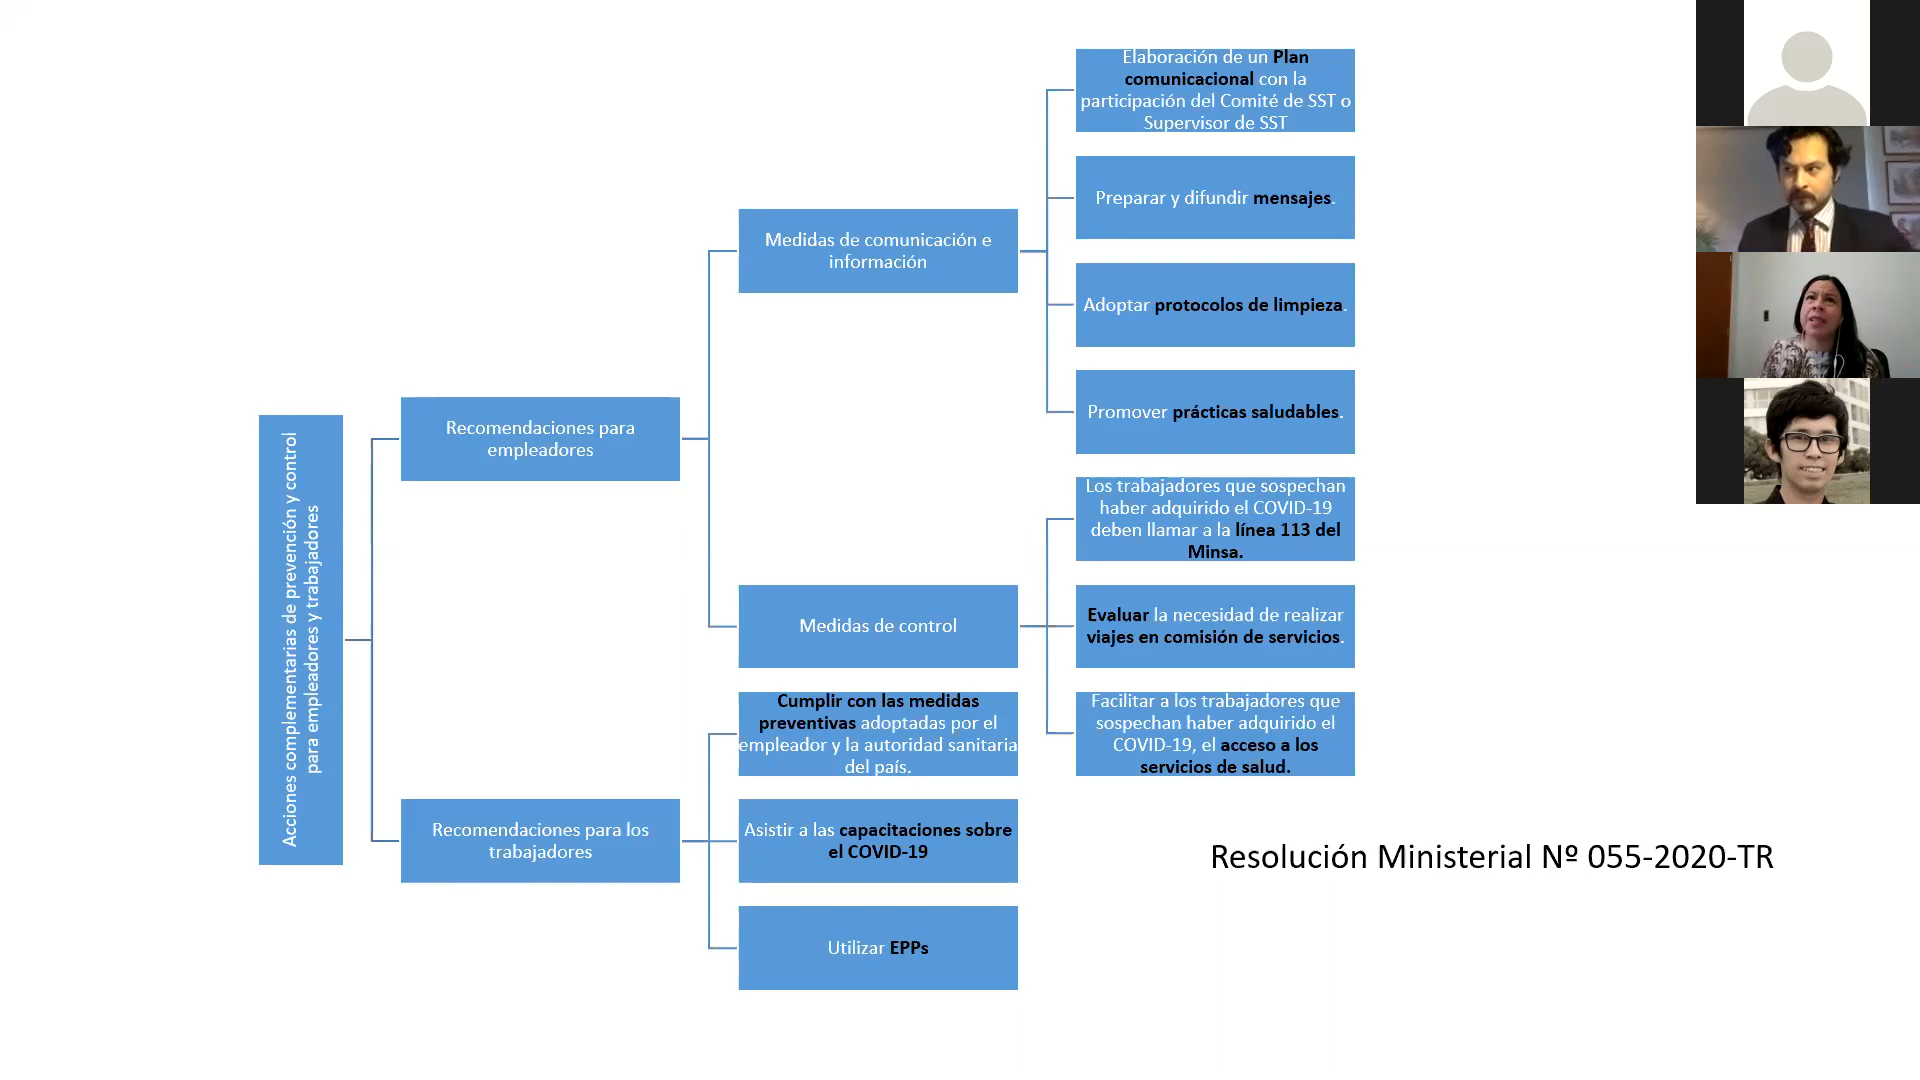 Acciones complementarias de prevención y control
para empleadores y trabajadores
Recomendaciones para
empleadores
Medidas de comunicación e
información
Elaboración de un Plan
comunicacional con la
participación del Comité de SST o
Supervisor de SST
Preparar y difundir mensajes.
Adoptar protocolos de limpieza.
Promover prácticas saludables.
Medidas de control
Los trabajadores que sospechan
haber adquirido el COVID-19
deben llamar a la línea 113 del
Minsa.
Evaluar la necesidad de realizar
viajes en comisión de servicios.
Facilitar a los trabajadores que
sospechan haber adquirido el
COVID-19, el acceso a los
servicios de salud.
Recomendaciones para los
trabajadores
Cumplir con las medidas
preventivas adoptadas por el
empleador y la autoridad sanitaria
del país.
Asistir a las capacitaciones sobre
el COVID-19
Utilizar EPPs
Resolución Ministerial Nº 055-2020-TR